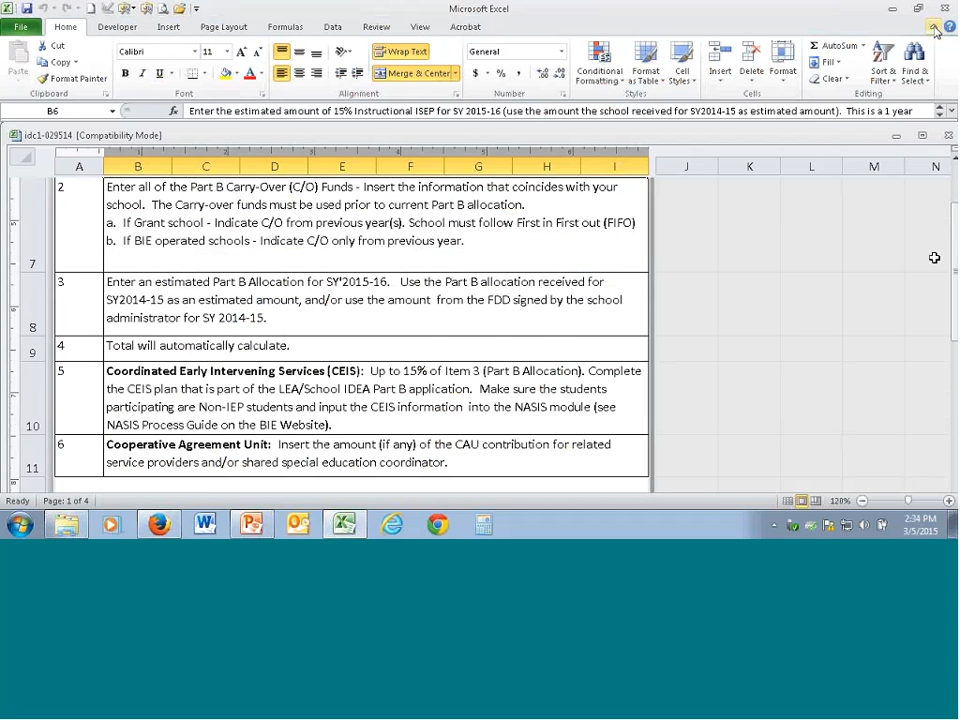 Microsoft Excel
File Home Developer Insert Page Layout Formulas Data Review View Acrobat
Paste
Cut
Copy
Format Painter
Clipboard
Calibri 11
B I U
Font
Wrap Text
Merge & Center
Alignment
General
$ % ,
Number
Conditional Formatting
Format as Table
Cell Styles
Styles
Insert Delete Format
Cells
Σ AutoSum
Fill
Clear
Sort & Filter
Find & Select
Editing
B6 fx Enter the estimated amount of 15% Instructional ISEP for SY 2015-16 (use the amount the school received for SY2014-15 as estimated amount). This is a 1 year
idc1-029514 [Compatibility Mode]
A B C D E F G H I J K L M N
2 Enter all of the Part B Carry-Over (C/O) Funds - Insert the information that coincides with your
school. The Carry-over funds must be used prior to current Part B allocation.
a. If Grant school - Indicate C/O from previous year(s). School must follow First in First out (FIFO)
b. If BIE operated schools - Indicate C/O only from previous year.
7
3 Enter an estimated Part B Allocation for SY'2015-16. Use the Part B allocation received for
SY2014-15 as an estimated amount, and/or use the amount from the FDD signed by the school
administrator for SY 2014-15.
8
4 Total will automatically calculate.
9
5 Coordinated Early Intervening Services (CEIS): Up to 15% of Item 3 (Part B Allocation). Complete
the CEIS plan that is part of the LEA/School IDEA Part B application. Make sure the students
participating are Non-IEP students and input the CEIS information into the NASIS module (see
NASIS Process Guide on the BIE Website).
10
6 Cooperative Agreement Unit: Insert the amount (if any) of the CAU contribution for related
service providers and/or shared special education coordinator.
11
Ready Page: 1 of 4 120%
2:34 PM
3/5/2015